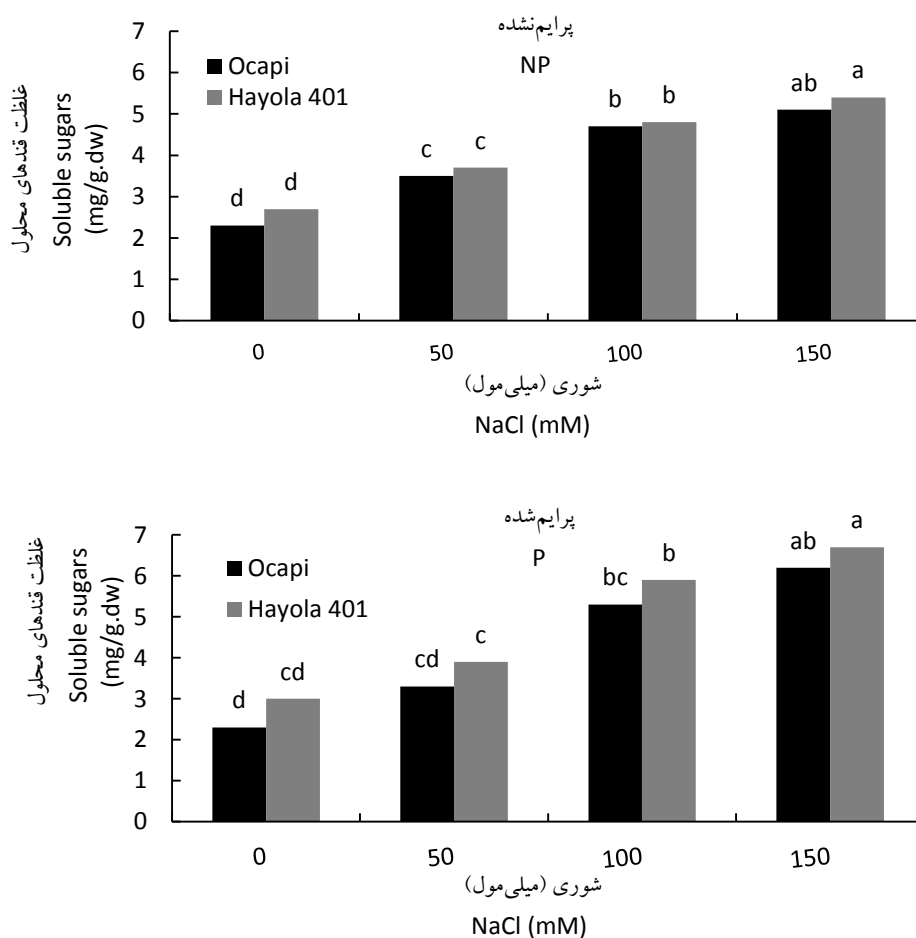 پرایم‌نشده
NP
Ocapi
Hayola 401
غلظت قندهای محلول
Soluble sugars
(mg/g.dw)
7
6
5
4
3
2
1
0
d d c c b b ab a
0 50 100 150
شوری (میلی‌مول)
NaCl (mM)
پرایم‌شده
P
Ocapi
Hayola 401
غلظت قندهای محلول
Soluble sugars
(mg/g.dw)
7
6
5
4
3
2
1
0
d cd cd c bc b ab a
0 50 100 150
شوری (میلی‌مول)
NaCl (mM)